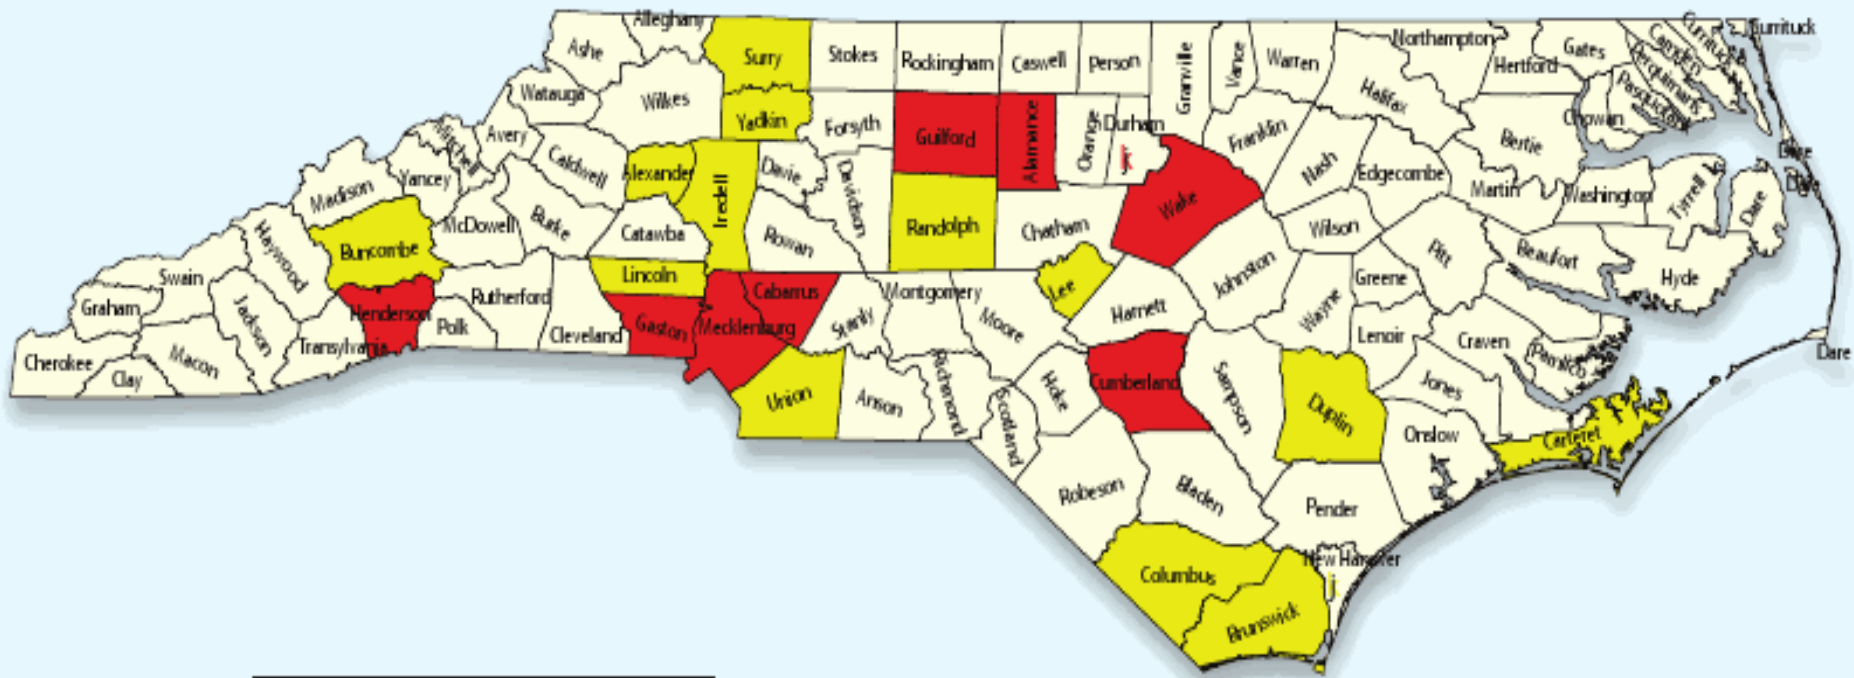 Alleghany
Currituck
Currituck
Camden
Ashe
Surry
Stokes
Rockingham
Caswell
Person
Granville
Vance
Warren
Northampton
Gates
Hertford
Perquimans
Pasquotank
Watauga
Wilkes
Halifax
Yadkin
Forsyth
Guilford
Alamance
Orange
Durham
Franklin
Bertie
Chowan
Mitchell
Avery
Caldwell
Alexander
Iredell
Davie
Davidson
Nash
Edgecombe
Martin
Washington
Tyrrell
Dare
Dare
Dare
Madison
Yancey
McDowell
Burke
Catawba
Rowan
Randolph
Chatham
Wake
Wilson
Pitt
Beaufort
Hyde
Haywood
Buncombe
Swain
Lincoln
Cabarrus
Montgomery
Lee
Johnston
Greene
Graham
Jackson
Henderson
Rutherford
Polk
Cleveland
Gaston
Mecklenburg
Stanly
Moore
Harnett
Wayne
Lenoir
Craven
Pamlico
Dare
Cherokee
Clay
Macon
Transylvania
Union
Anson
Richmond
Scotland
Hoke
Cumberland
Sampson
Duplin
Jones
Onslow
Carteret
Robeson
Bladen
Pender
New Hanover
Columbus
Brunswick